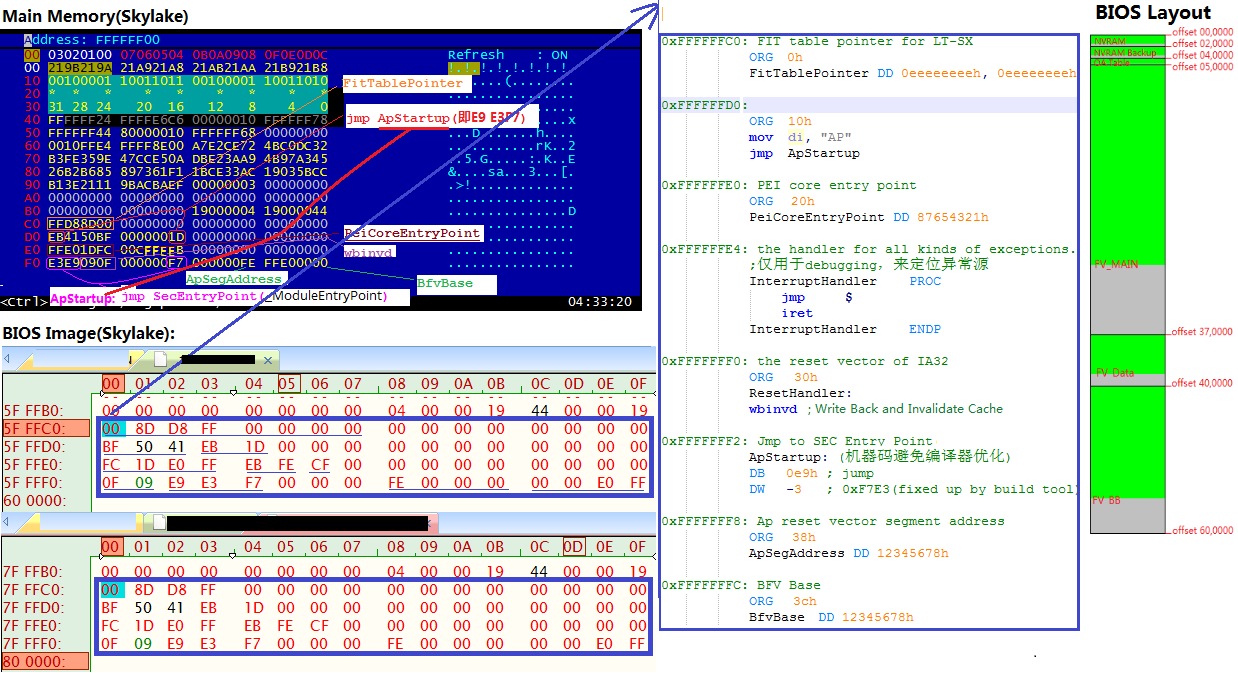 Main Memory(Skylake)
Address: FFFFFF00
00 03020100 07060504 0B0A0908 0F0E0D0C Refresh : ON
00 219B219A 21A921A8 21AB21AA 21B921B8 !.!.!.!.!.!.!.!.
10 00100001 10011011 00100001 10011010
20 * * * * * * * *
30 31 28 24 20 16 12 8 4 0
40 FFFFFF24 FFFFE6C6 00000010 FFFFFF78
50 FFFFFF44 80000010 FFFFFF68 00000000
60 0010FFE4 FFFF8E00 A7E2CE72 4BC0DC32
70 B3FE359E 47CCE50A DBE23AA9 4B97A345
80 26B2B685 897361F1 1BCE33AC 19035BCC
90 B13E2111 9BACBAEF 00000003 00000000
A0 00000000 00000000 00000000 00000000
B0 00000000 00000000 19000004 19000044
C0 FFD88D00 00000000 00000000 00000000
D0 EB4150BF 0000001D 00000000 00000000
E0 FFE01DFC 00CFFEEB 00000000 00000000
F0 E3E9090F 000000F7 000000FE FFE00000
FitTablePointer
jmp ApStartup(即E9 E3F7)
PeiCoreEntryPoint
wbinvd
ApSegAddress
BfvBase
<Ctrl>
ApStartup: jmp SecEntryPoint(_ModuleEntryPoint)
04:33:20
BIOS Image(Skylake):
00 01 02 03 04 05 06 07 08 09 0A 0B 0C 0D 0E 0F
5F FFB0: 00 00 00 00 00 00 00 00 04 00 00 19 44 00 00 19
5F FFC0: 00 8D D8 FF 00 00 00 00 00 00 00 00 00 00 00 00
5F FFD0: BF 50 41 EB 1D 00 00 00 00 00 00 00 00 00 00 00
5F FFE0: FC 1D E0 FF EB FE CF 00 00 00 00 00 00 00 00 00
5F FFF0: 0F 09 E9 E3 F7 00 00 00 FE 00 00 00 00 00 E0 FF
60 0000:
00 01 02 03 04 05 06 07 08 09 0A 0B 0C 0D 0E 0F
7F FFB0: 00 00 00 00 00 00 00 00 04 00 00 19 44 00 00 19
7F FFC0: 00 8D D8 FF 00 00 00 00 00 00 00 00 00 00 00 00
7F FFD0: BF 50 41 EB 1D 00 00 00 00 00 00 00 00 00 00 00
7F FFE0: FC 1D E0 FF EB FE CF 00 00 00 00 00 00 00 00 00
7F FFF0: 0F 09 E9 E3 F7 00 00 00 FE 00 00 00 00 00 E0 FF
80 0000:
0xFFFFFFC0: FIT table pointer for LT-SX
ORG 0h
FitTablePointer DD 0eeeeeeeeh, 0eeeeeeeeh
0xFFFFFFD0:
ORG 10h
mov di, "AP"
jmp ApStartup
0xFFFFFFE0: PEI core entry point
ORG 20h
PeiCoreEntryPoint DD 87654321h
0xFFFFFFE4: the handler for all kinds of exceptions.
;仅用于debugging，来定位异常源
InterruptHandler PROC
jmp $
iret
InterruptHandler ENDP
0xFFFFFFF0: the reset vector of IA32
ORG 30h
ResetHandler:
wbinvd ;Write Back and Invalidate Cache
0xFFFFFFF2: Jmp to SEC Entry Point
ApStartup: (机器码避免编译器优化)
DB 0e9h ; jump
DW -3 ; 0xF7E3(fixed up by build tool)
0xFFFFFFF8: Ap reset vector segment address
ORG 38h
ApSegAddress DD 12345678h
0xFFFFFFFC: BFV Base
ORG 3ch
BfvBase DD 12345678h
BIOS Layout
offset 00,0000
NVRAM
offset 02,0000
NVRAM Backup
offset 04,0000
offset 05,0000
FV_MAIN
offset 37,0000
FV_Data
offset 40,0000
FV_BB
offset 60,0000